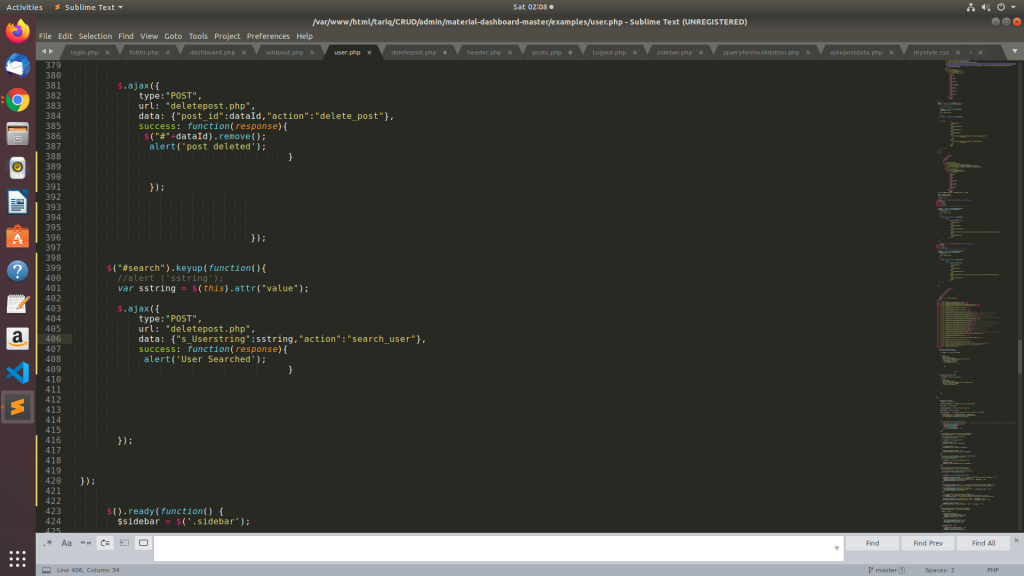 Activities
Sublime Text
Sat 02:08
/var/www/html/tariq/CRUD/admin/material-dashboard-master/examples/user.php - Sublime Text (UNREGISTERED)
File Edit Selection Find View Goto Tools Project Preferences Help
login.php fotter.php dashboard.php addpost.php user.php deletepost.php header.php posts.php Logout.php sidebar.php jqueryformvalidation.php ajaxpostdata.php mystyle.css
379
380
381 $.ajax({
382 type:"POST",
383 url: "deletepost.php",
384 data: {"post_id":dataId,"action":"delete_post"},
385 success: function(response){
386 $("#"+dataId).remove();
387 alert('post deleted');
388 }
389
390
391 });
392
393
394
395
396 });
397
398
399 $("#search").keyup(function(){
400 //alert ('sstring');
401 var sstring = $(this).attr("value");
402
403 $.ajax({
404 type:"POST",
405 url: "deletepost.php",
406 data: {"s_Userstring":sstring,"action":"search_user"},
407 success: function(response){
408 alert('User Searched');
409 }
410
411
412
413
414
415
416 });
417
418
419
420 });
421
422
423 $().ready(function() {
424 $sidebar = $('.sidebar');
425
.* Aa Find Find Prev Find All
Line 406, Column 34 master 3 Spaces: 2 PHP